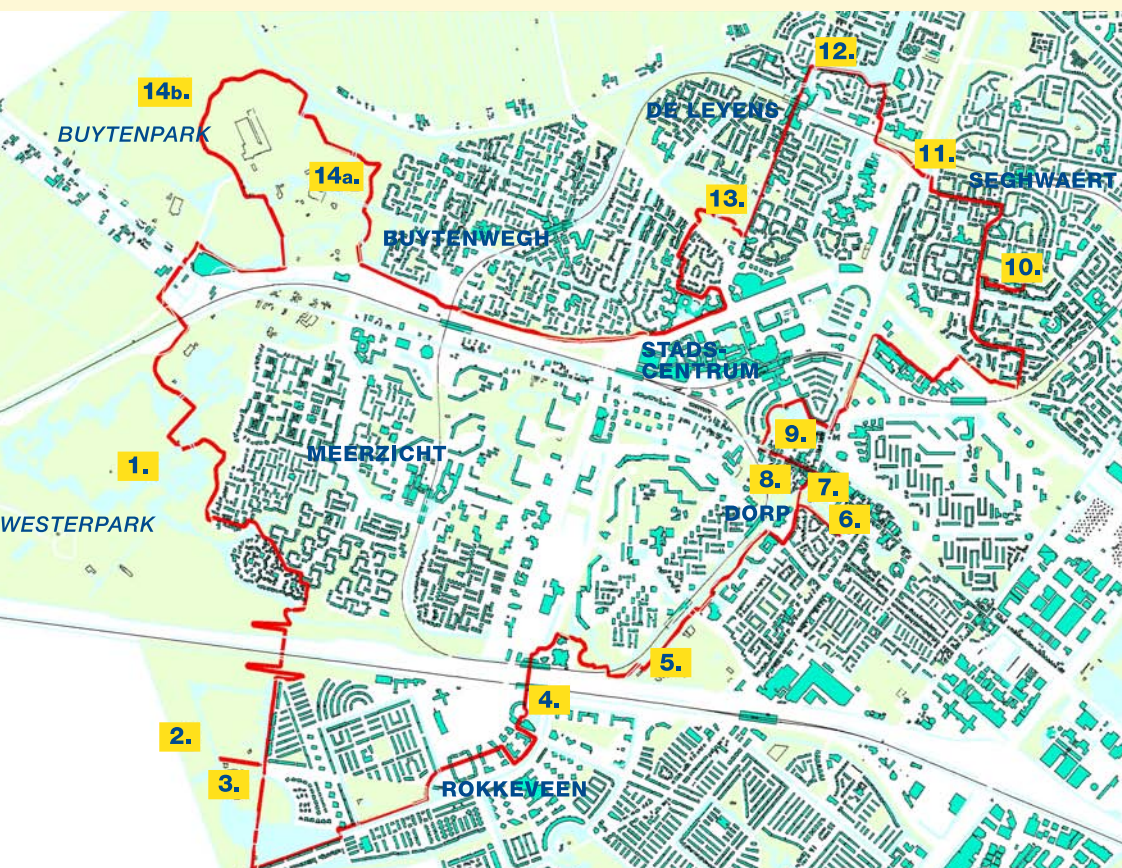 12.
14b.
DE LEYENS
BUYTENPARK
11.
14a.
SEGHWAERT
13.
BUYTENWEGH
10.
STADS-
CENTRUM
9.
MEERZICHT
1.
8.
7.
DORP
6.
WESTERPARK
5.
4.
2.
3.
ROKKEVEEN